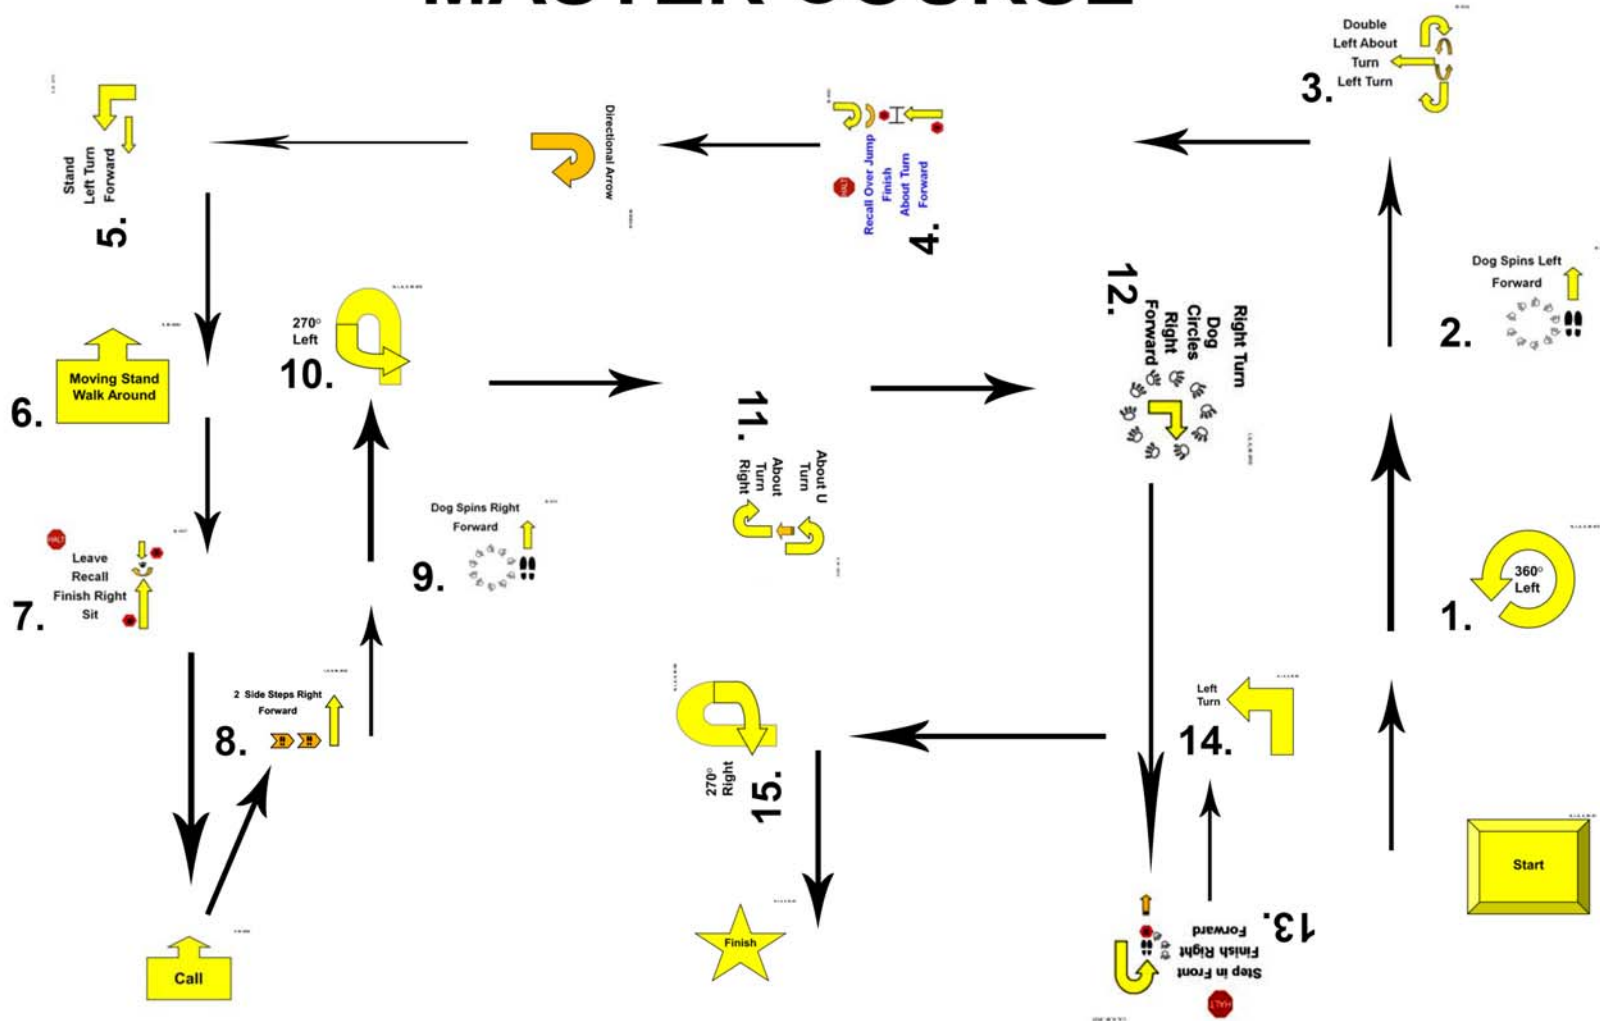 MASTER COURSE
Double
Left About
Turn
Left Turn
3.
Stand
Left Turn
Forward
5.
Directional Arrow
HALT
Recall Over Jump
Finish
About Turn
Forward
4.
Dog Spins Left
Forward
2.
Moving Stand
Walk Around
6.
270°
Left
10.
12.
Right Turn
Dog
Circles
Right
Forward
11.
About U
Turn
About
Turn
Right
HALT
Leave
Recall
Finish Right
Sit
7.
Dog Spins Right
Forward
9.
360°
Left
1.
2 Side Steps Right
Forward
8.
270°
Right
15.
Left
Turn
14.
Start
Call
Finish
13.
HALT
Step in Front
Finish Right
Forward